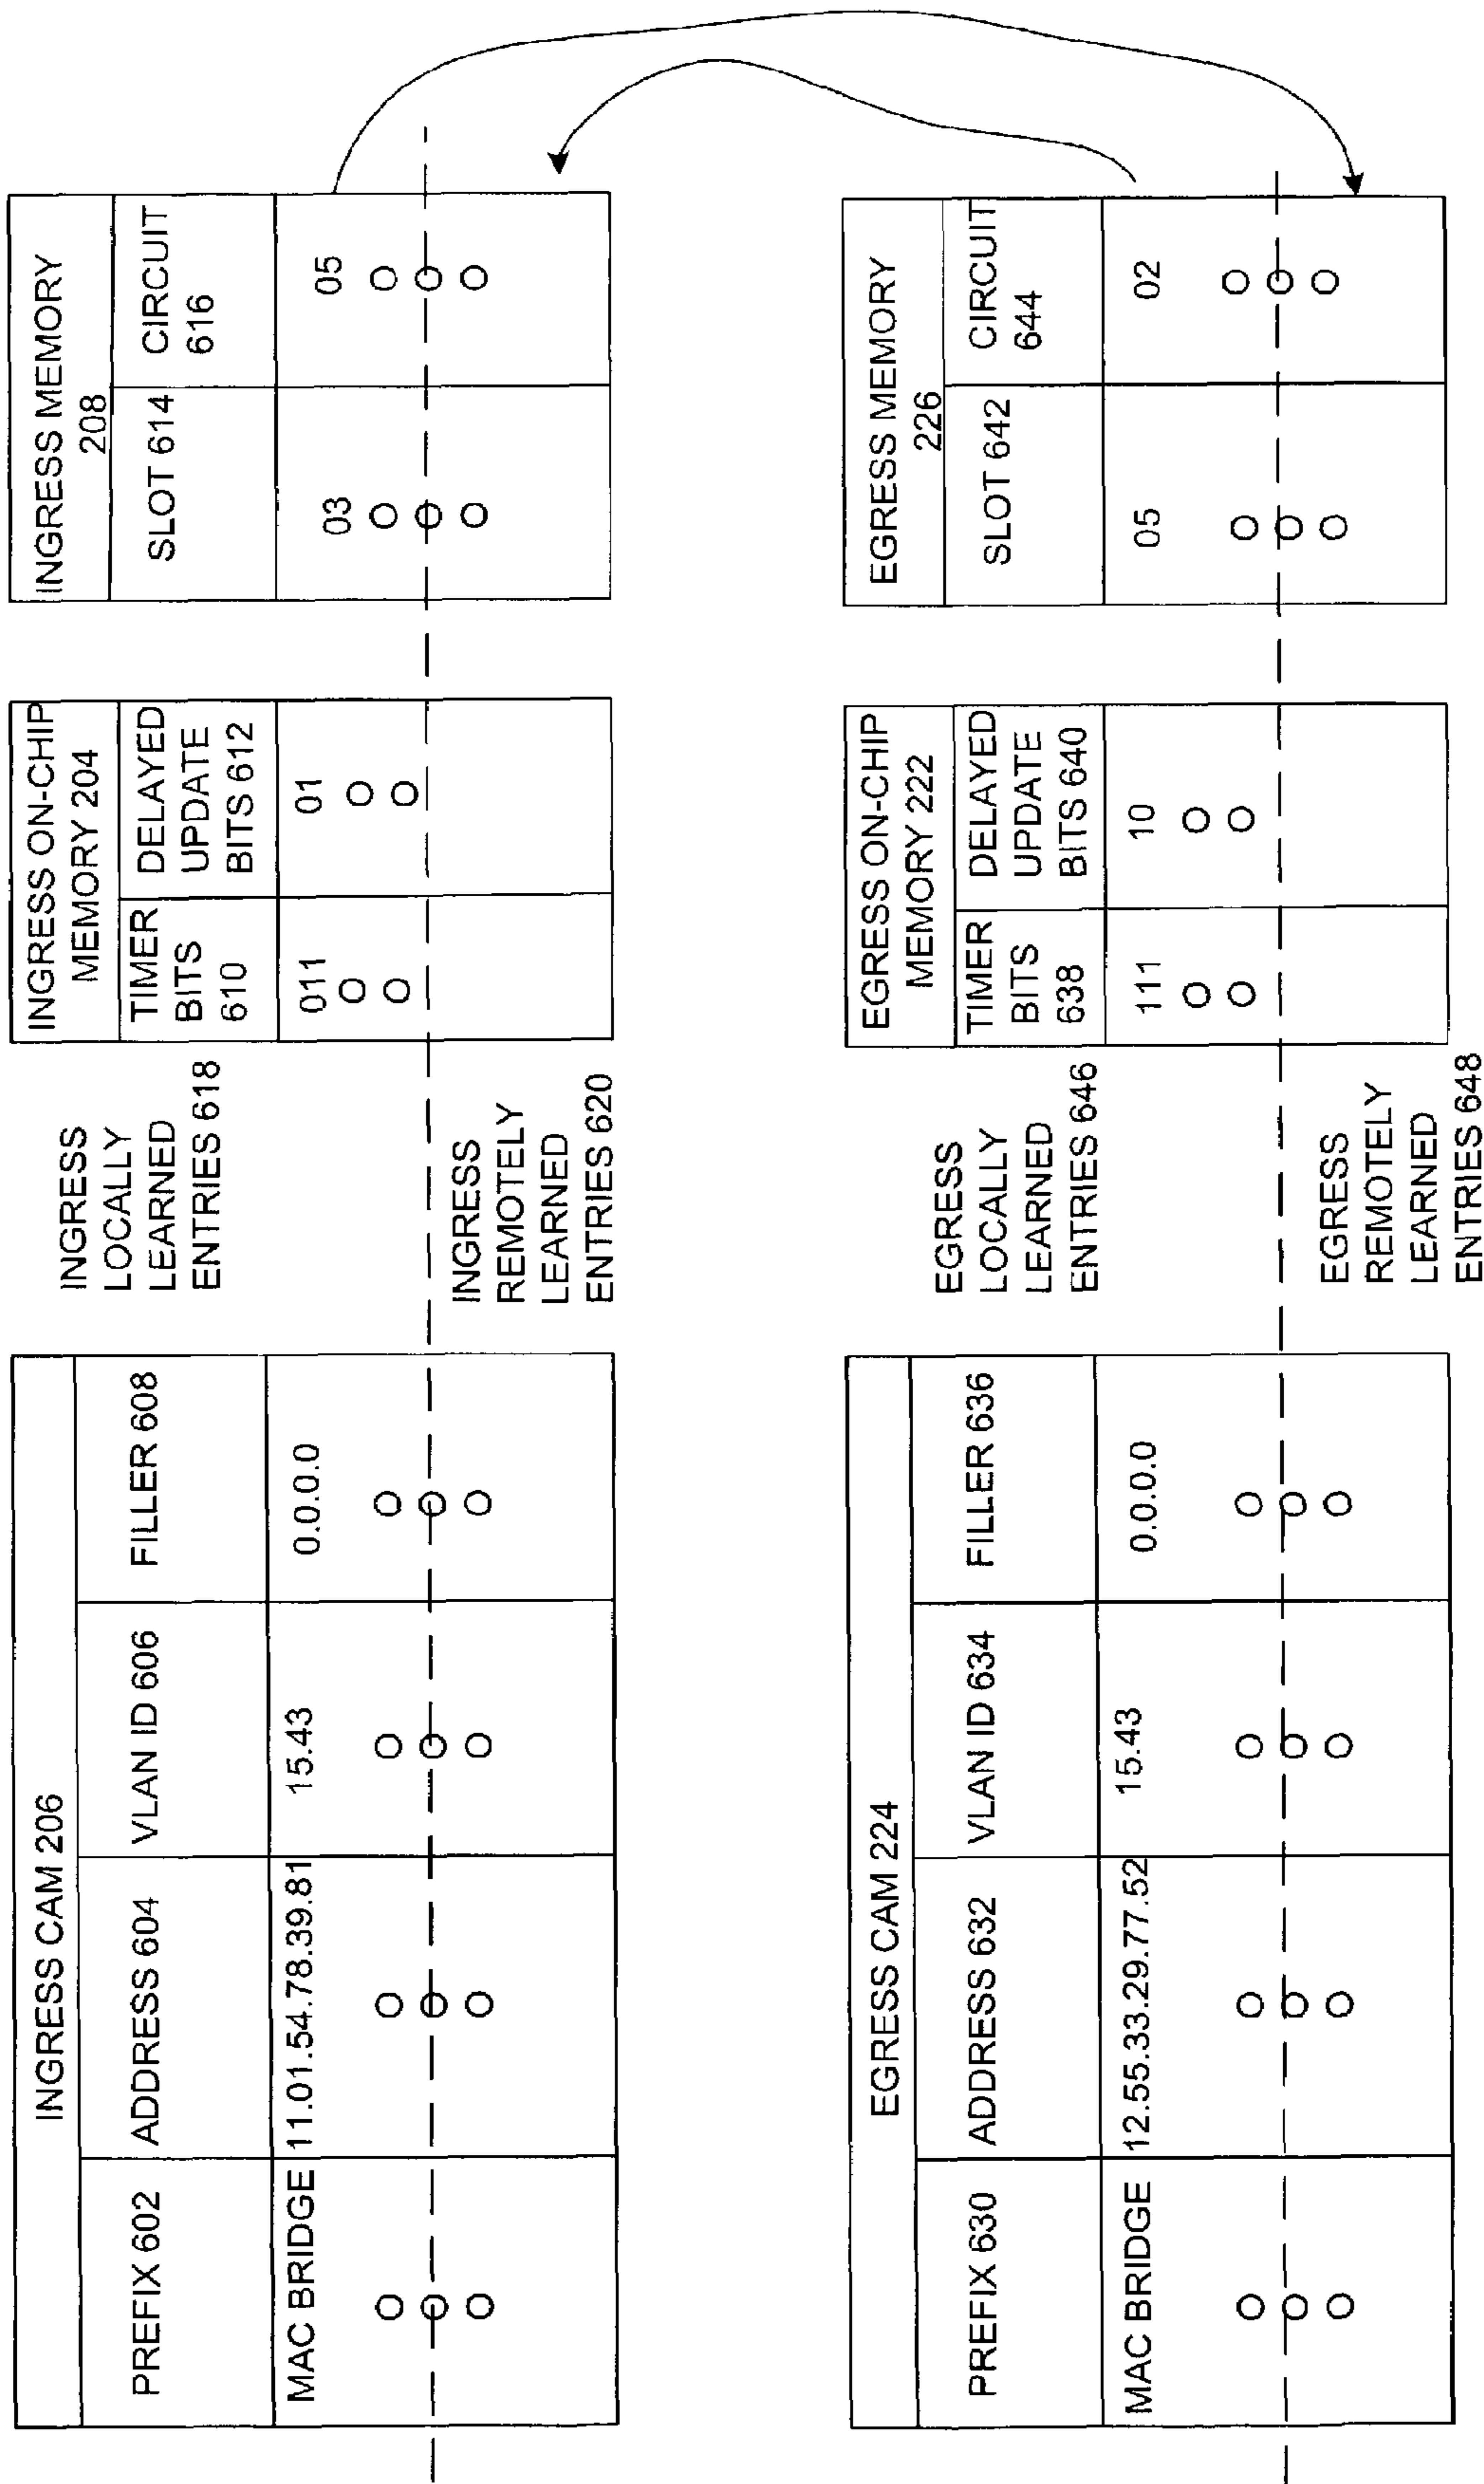 INGRESS CAM 206
PREFIX 602
ADDRESS 604
VLAN ID 606
FILLER 608
MAC BRIDGE
11.01.54.78.39.81
15.43
0.0.0.0
INGRESS
LOCALLY
LEARNED
ENTRIES 618
INGRESS
REMOTELY
LEARNED
ENTRIES 620
INGRESS ON-CHIP
MEMORY 204
TIMER
BITS
610
DELAYED
UPDATE
BITS 612
011
01
INGRESS MEMORY
208
SLOT 614
CIRCUIT
616
03
05
EGRESS CAM 224
PREFIX 630
ADDRESS 632
VLAN ID 634
FILLER 636
MAC BRIDGE
12.55.33.29.77.52
15.43
0.0.0.0
EGRESS
LOCALLY
LEARNED
ENTRIES 646
EGRESS
REMOTELY
LEARNED
ENTRIES 648
EGRESS ON-CHIP
MEMORY 222
TIMER
BITS
638
DELAYED
UPDATE
BITS 640
111
10
EGRESS MEMORY
226
SLOT 642
CIRCUIT
644
05
02